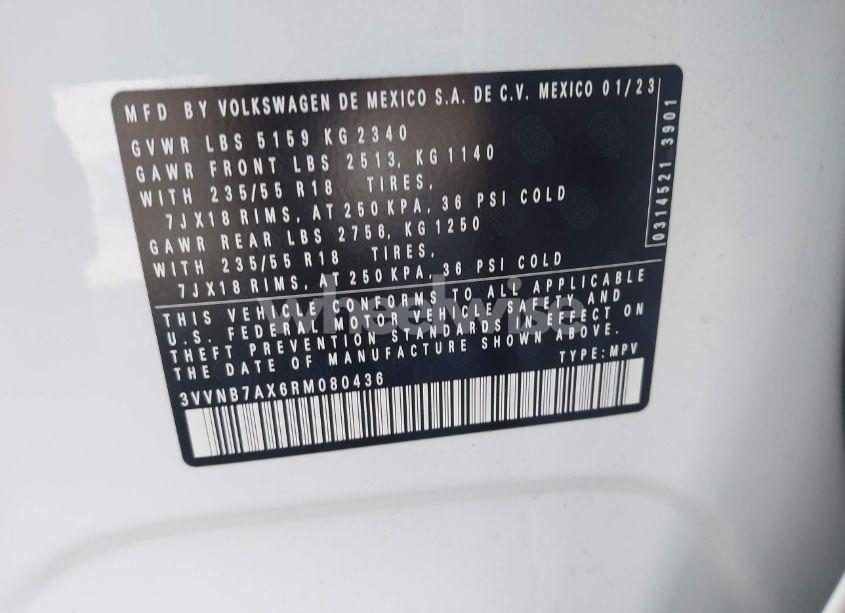 MFD BY VOLKSWAGEN DE MEXICO S.A. DE C.V. MEXICO 01/23
GVWR LBS 5159 KG 2340
GAWR FRONT LBS 2513, KG 1140
WITH 235/55 R18 TIRES,
7JX18 RIMS, AT 250 KPA, 36 PSI COLD
GAWR REAR LBS 2756, KG 1250
WITH 235/55 R18 TIRES,
7JX18 RIMS, AT 250 KPA, 36 PSI COLD
THIS VEHICLE CONFORMS TO ALL APPLICABLE
U.S. FEDERAL MOTOR VEHICLE SAFETY AND
THEFT PREVENTION STANDARDS IN EFFECT ON
THE DATE OF MANUFACTURE SHOWN ABOVE.
TYPE: MPV
3VVNB7AX6RM080436
0314521 3901
wheelwise